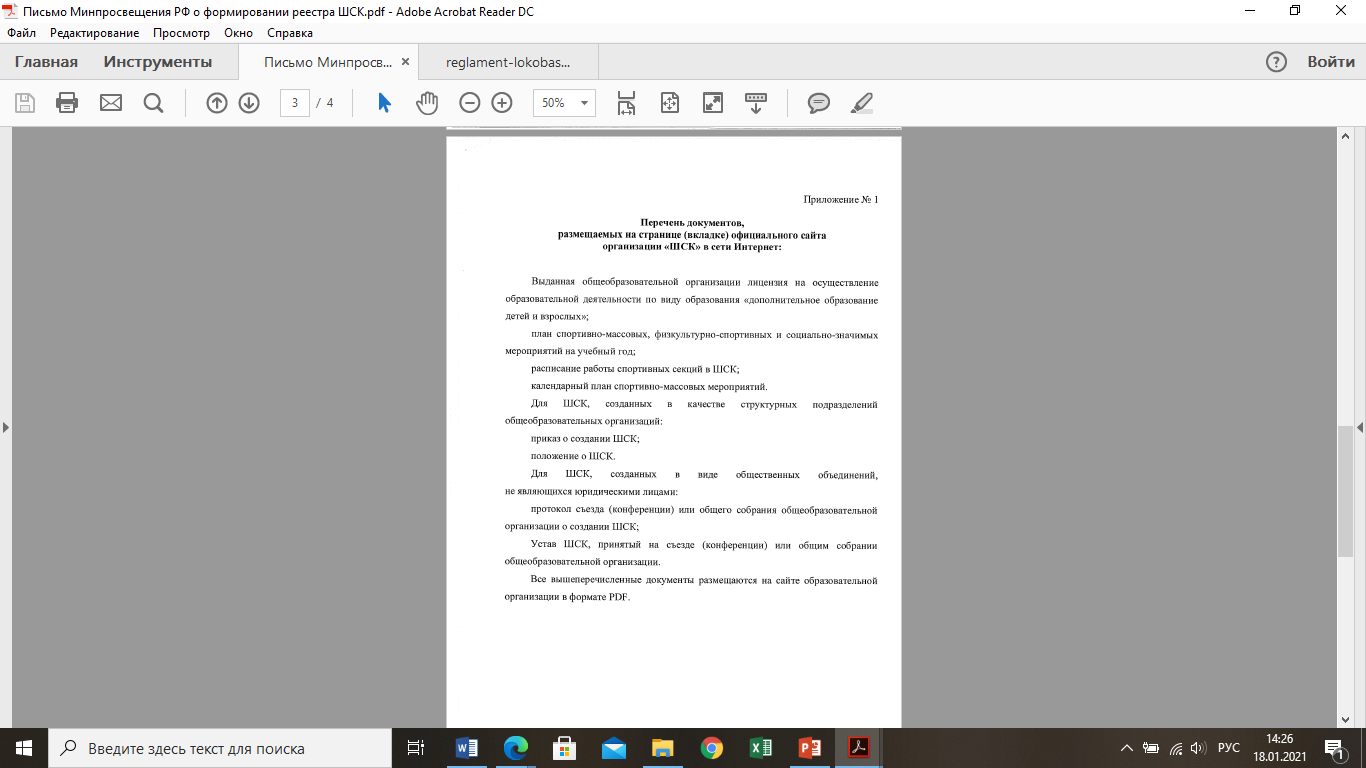 Письмо Минпросвещения РФ о формировании реестра ШСК.pdf - Adobe Acrobat Reader DC
Файл Редактирование Просмотр Окно Справка
Главная Инструменты Письмо Минпросв... × reglament-lokobas... Войти
3 / 4 50%
Приложение № 1
Перечень документов,
размещаемых на странице (вкладке) официального сайта
организации «ШСК» в сети Интернет:
Выданная общеобразовательной организации лицензия на осуществление
образовательной деятельности по виду образования «дополнительное образование
детей и взрослых»;
план спортивно-массовых, физкультурно-спортивных и социально-значимых
мероприятий на учебный год;
расписание работы спортивных секций в ШСК;
календарный план спортивно-массовых мероприятий.
Для ШСК, созданных в качестве структурных подразделений
общеобразовательных организаций:
приказ о создании ШСК;
положение о ШСК.
Для ШСК, созданных в виде общественных объединений,
не являющихся юридическими лицами:
протокол съезда (конференции) или общего собрания общеобразовательной
организации о создании ШСК;
Устав ШСК, принятый на съезде (конференции) или общим собрании
общеобразовательной организации.
Все вышеперечисленные документы размещаются на сайте образовательной
организации в формате PDF.
Введите здесь текст для поиска
РУС
14:26
18.01.2021
1